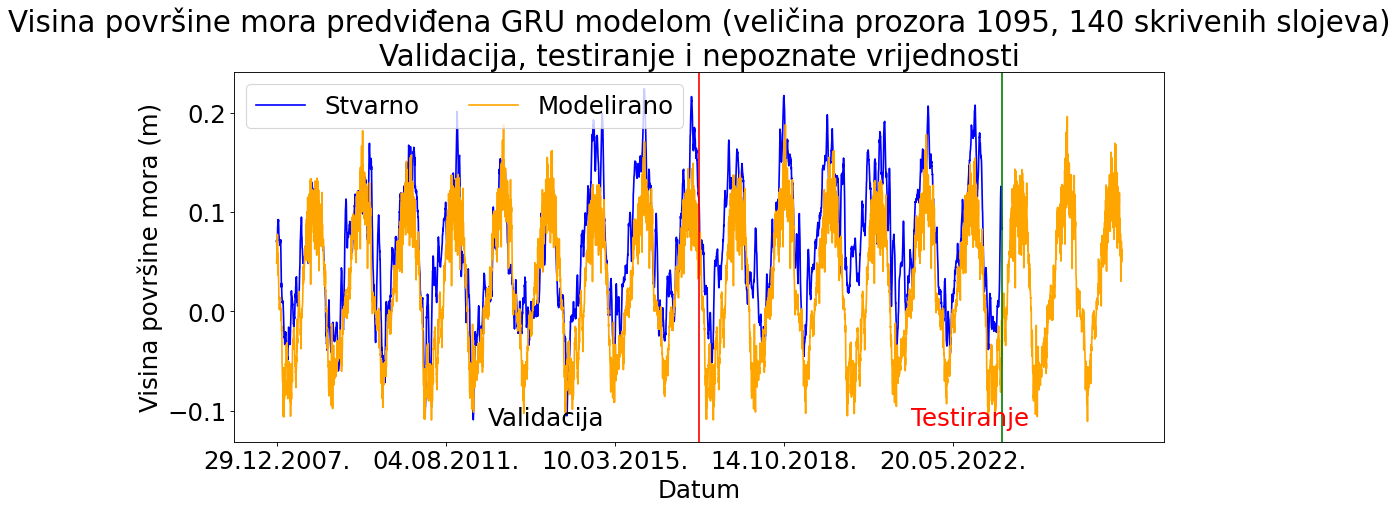 Visina površine mora predviđena GRU modelom (veličina prozora 1095, 140 skrivenih slojeva)
Validacija, testiranje i nepoznate vrijednosti
Stvarno
Modelirano
Visina površine mora (m)
0.2
0.1
0.0
−0.1
Validacija
Testiranje
29.12.2007.
04.08.2011.
10.03.2015.
14.10.2018.
20.05.2022.
Datum